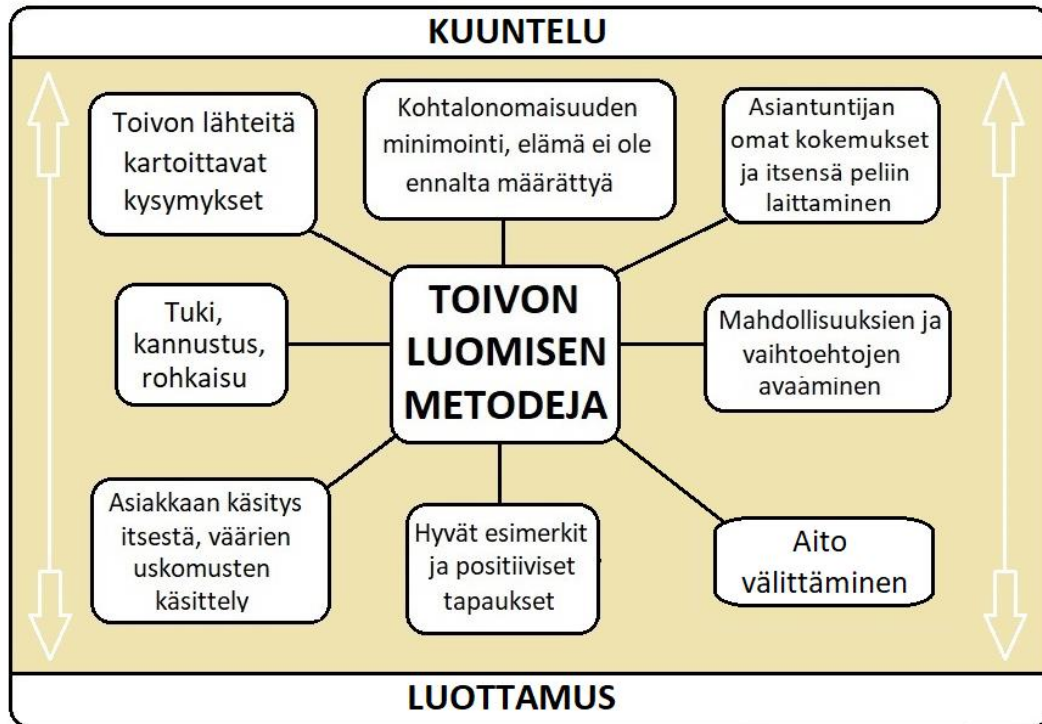 KUUNTELU
Toivon lähteitä
kartoittavat
kysymykset
Kohtalonomaisuuden
minimointi, elämä ei ole
ennalta määrättyä
Asiantuntijan
omat kokemukset
ja itsensä peliin
laittaminen
Tuki,
kannustus,
rohkaisu
TOIVON
LUOMISEN
METODEJA
Mahdollisuuksien ja
vaihtoehtojen
avaaminen
Asiakkaan käsitys
itsestä, väärien
uskomusten
käsittely
Hyvät esimerkit
ja positiiviset
tapaukset
Aito
välittäminen
LUOTTAMUS